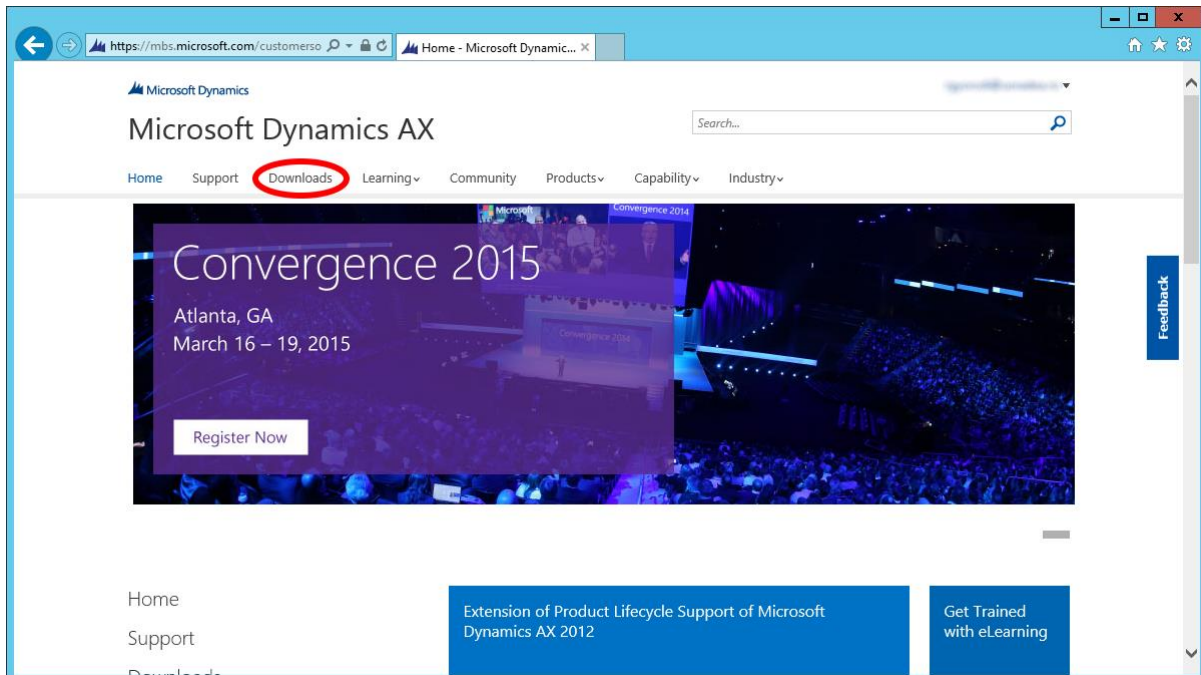 https://mbs.microsoft.com/customerso
Home - Microsoft Dynamic...
Microsoft Dynamics
Microsoft Dynamics AX
Search...
Home Support Downloads Learning Community Products Capability Industry
Microsoft
Convergence 2014
Convergence 2015
Atlanta, GA
March 16 – 19, 2015
Convergence 2014
Register Now
Feedback
Home
Support
Extension of Product Lifecycle Support of Microsoft
Dynamics AX 2012
Get Trained
with eLearning
Downloads